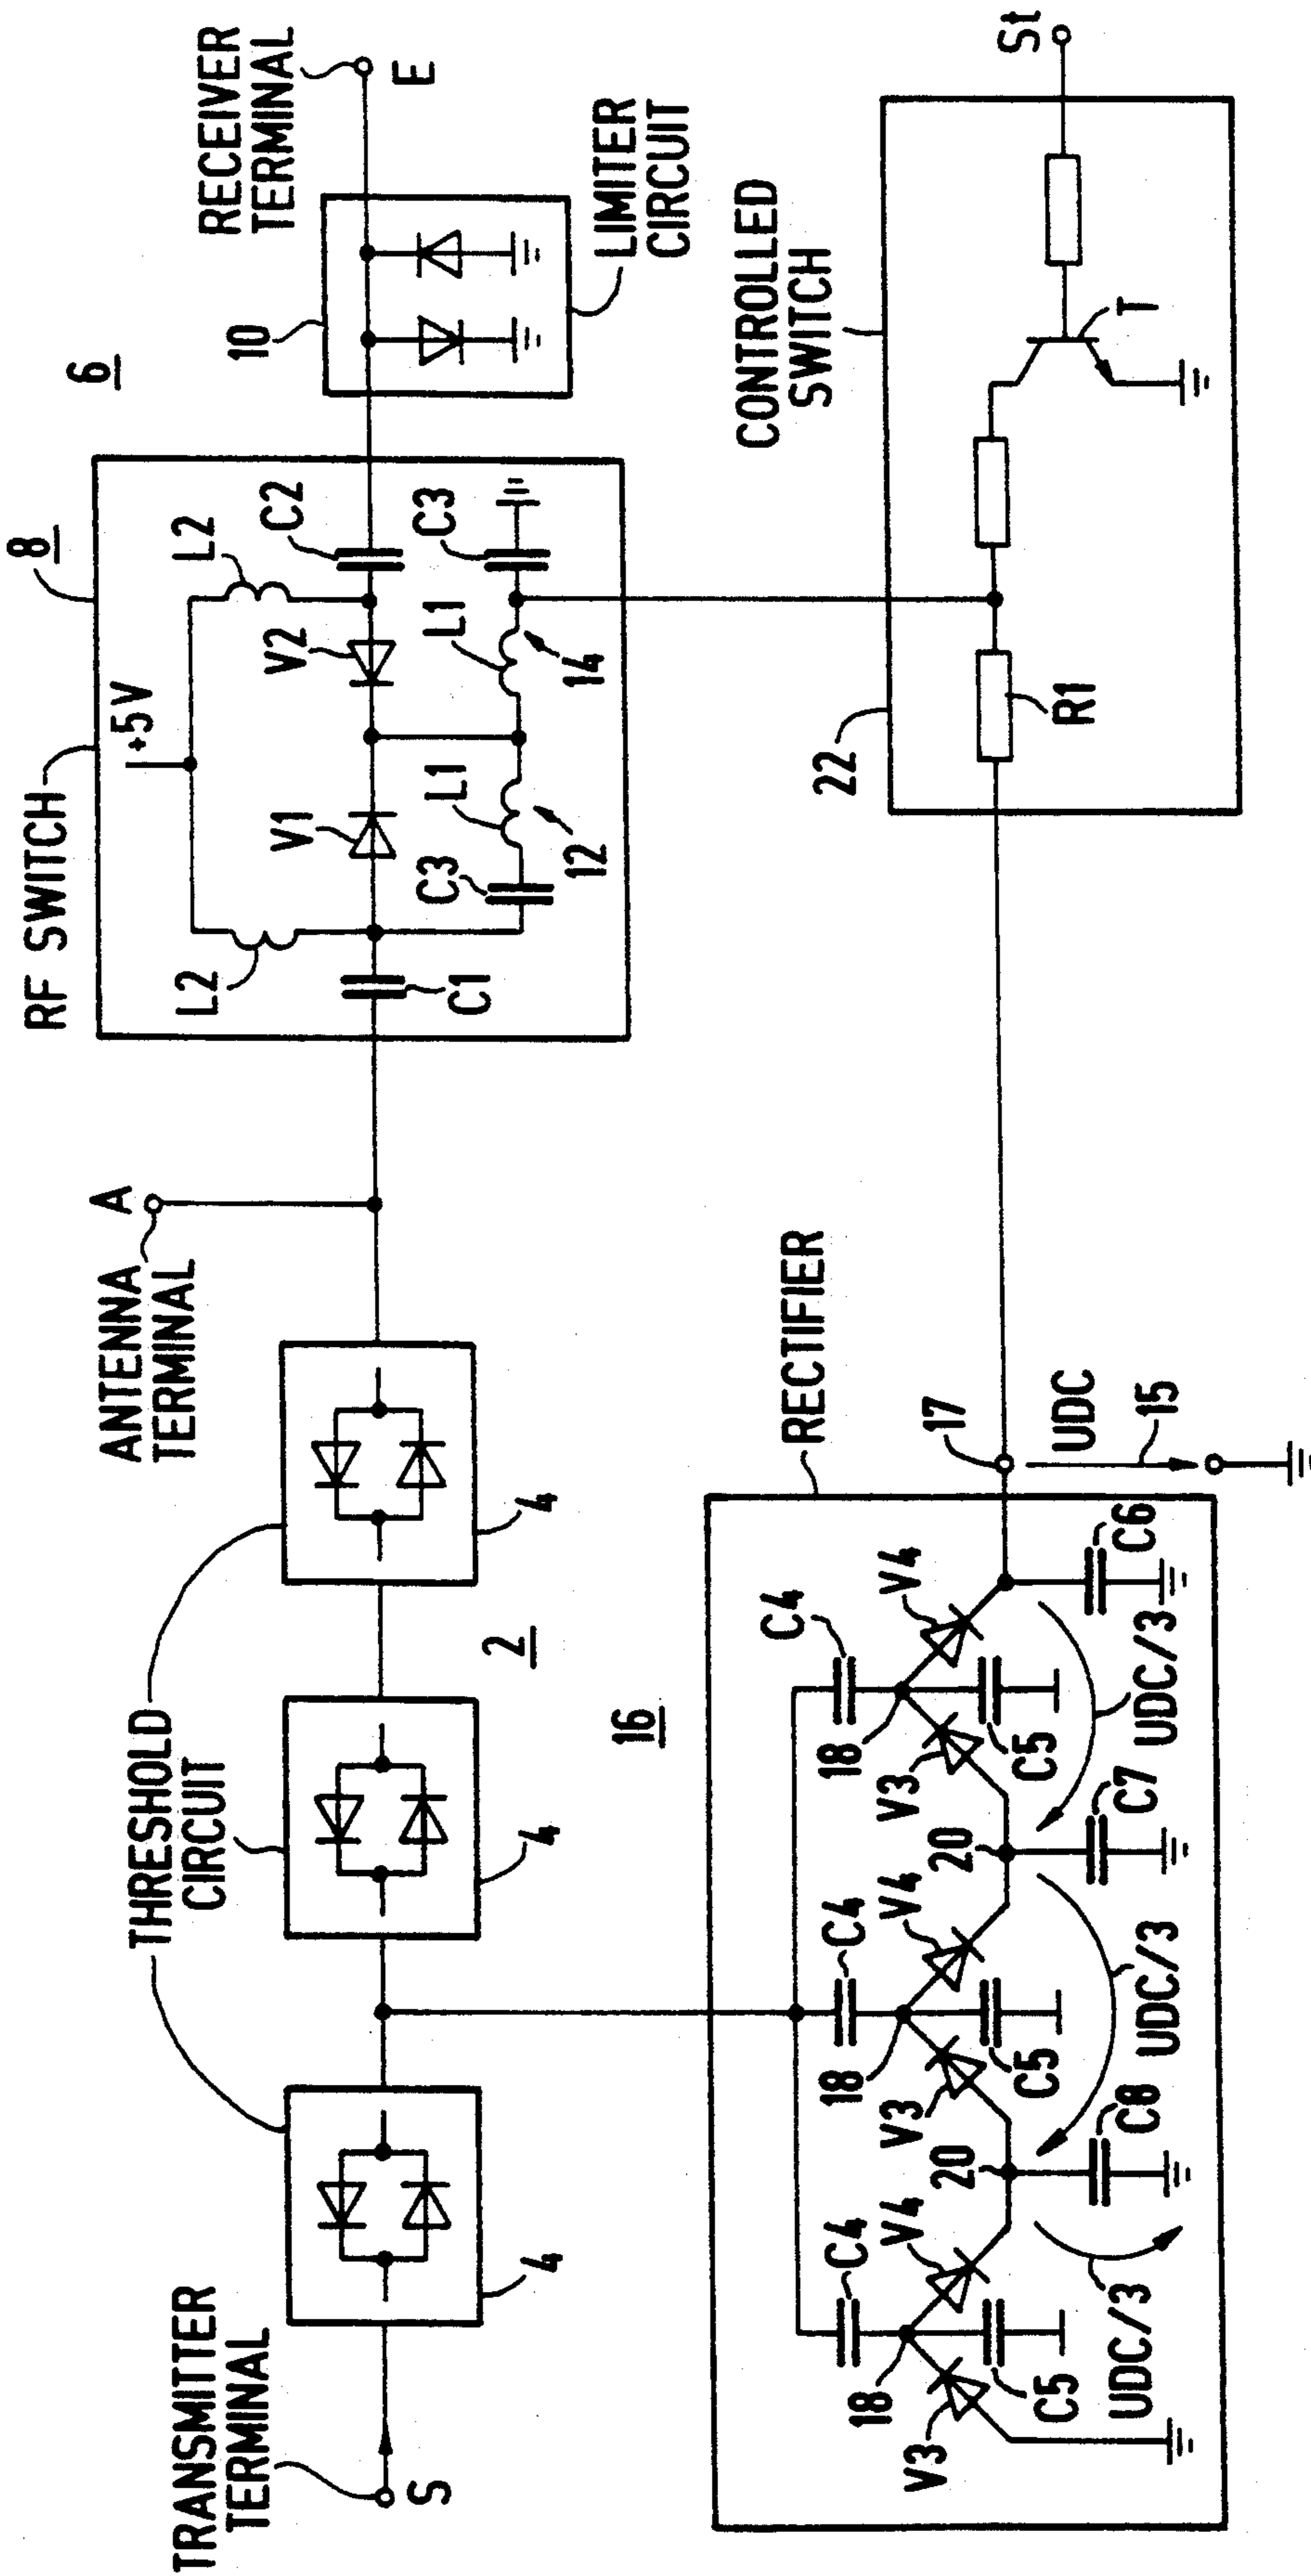 TRANSMITTER
TERMINAL
S
THRESHOLD
CIRCUIT
4
4
4
2
ANTENNA
TERMINAL
A
RF SWITCH
8
6
+5V
L2
L2
V1
V2
C1
C2
C3
L1
L1
C3
12
14
10
RECEIVER
TERMINAL
E
LIMITER
CIRCUIT
16
RECTIFIER
C4
C4
C4
18
18
18
V3
V4
V3
V4
V3
V4
C5
C5
C5
20
20
C8
C7
C6
UDC/3
UDC/3
UDC/3
17
UDC
15
CONTROLLED
SWITCH
22
R1
T
St